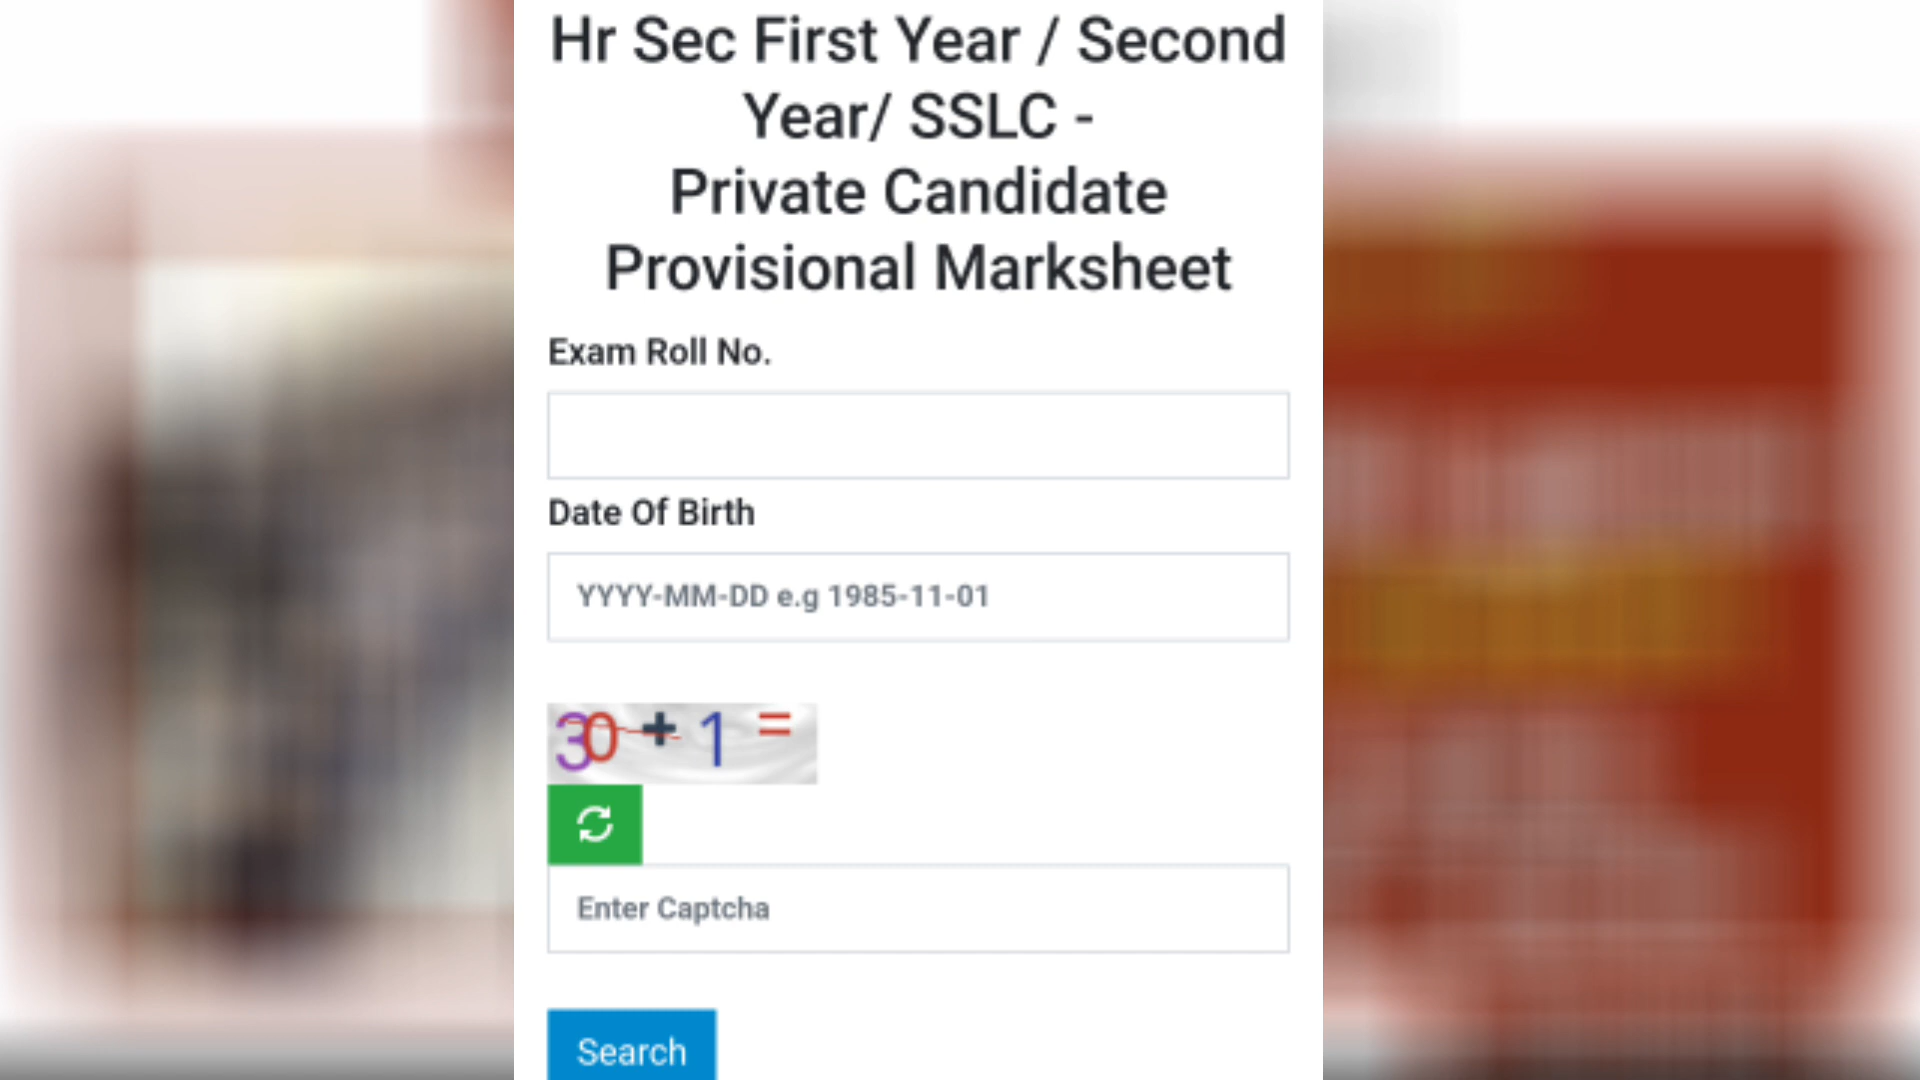 Hr Sec First Year / Second
Year/ SSLC -
Private Candidate
Provisional Marksheet
Exam Roll No.
Date Of Birth
YYYY-MM-DD e.g 1985-11-01
30 + 1 =
Enter Captcha
Search